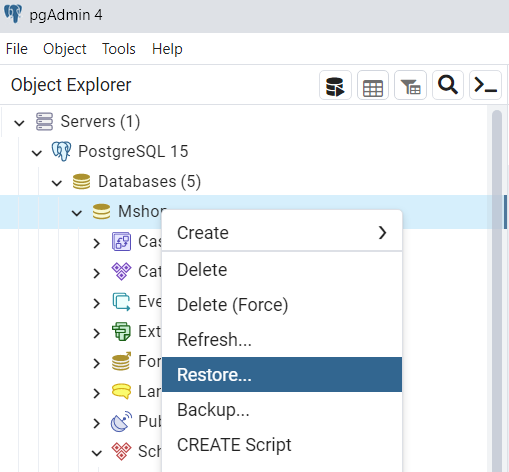 pgAdmin 4
File Object Tools Help
Object Explorer
Servers (1)
PostgreSQL 15
Databases (5)
Mshop
Create
Delete
Delete (Force)
Refresh...
Restore...
Backup...
CREATE Script
Cas
Cat
Eve
Ext
For
Lan
Pub
Sch